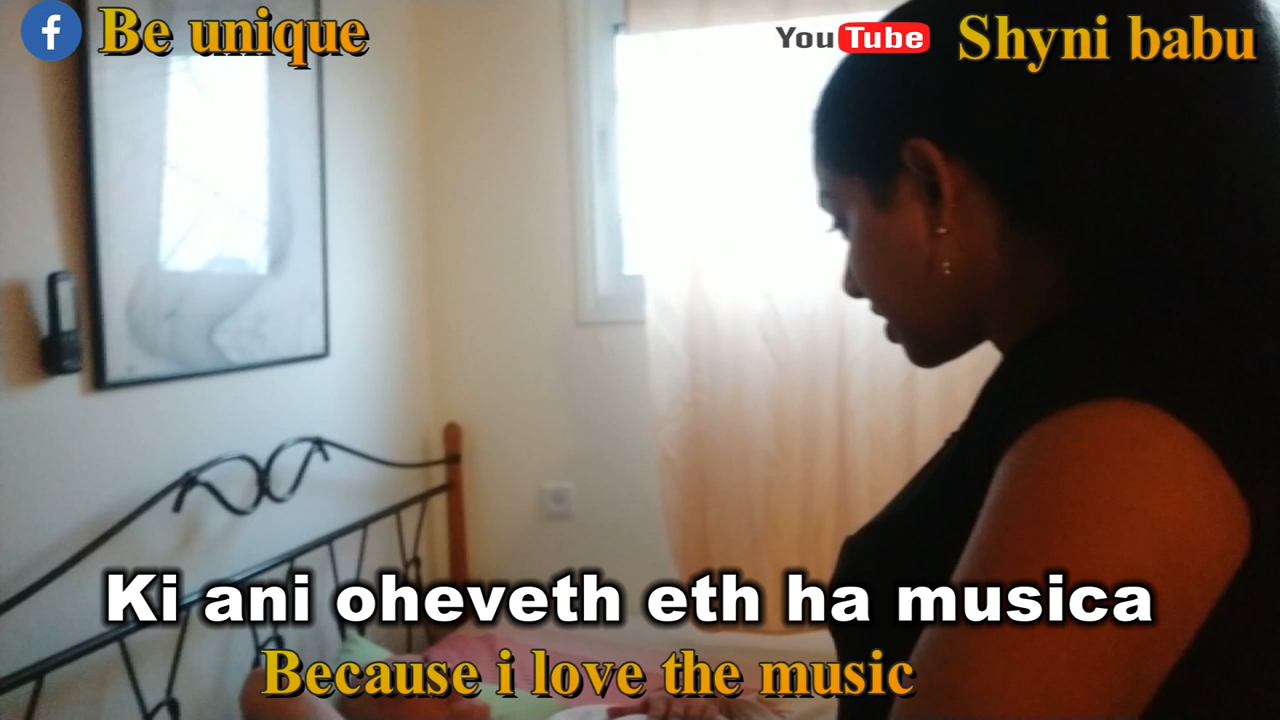 f Be unique
YouTube Shyni babu
Ki ani oheveth eth ha musica
Because i love the music